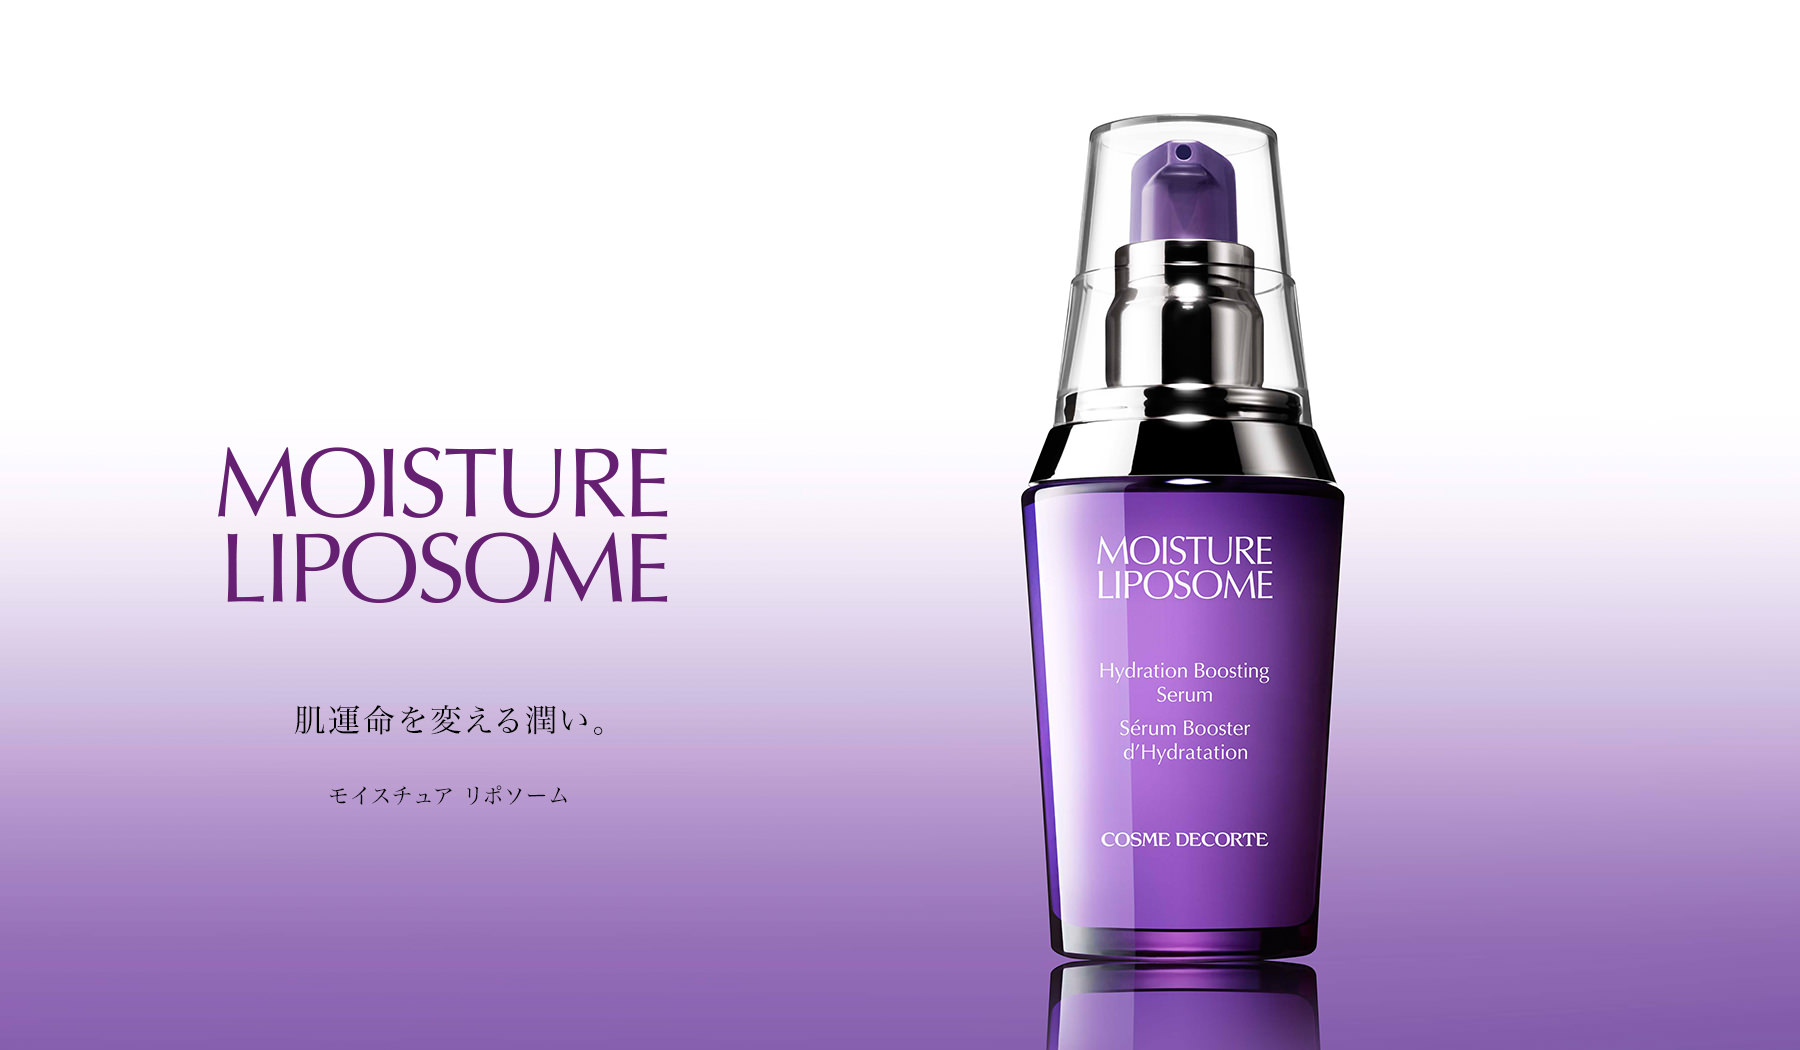 MOISTURE
LIPOSOME
肌運命を変える潤い。
モイスチュア リポソーム
MOISTURE
LIPOSOME
Hydration Boosting
Serum
Sérum Booster
d'Hydratation
COSME DECORTE